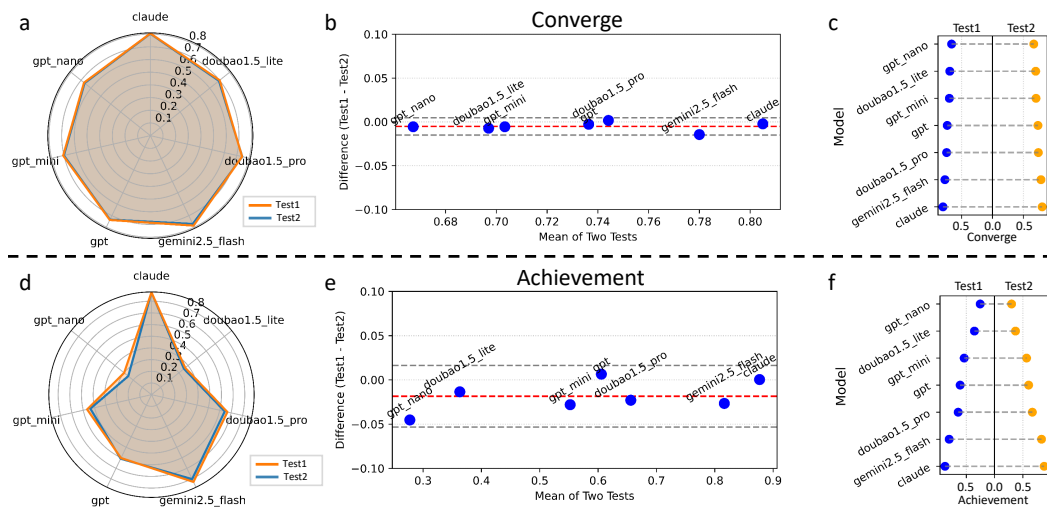 a
claude
gpt_nano
doubao1.5_lite
gpt_mini
doubao1.5_pro
gpt
gemini2.5_flash
0.8
0.7
0.6
0.5
0.4
0.3
0.2
0.1
Test1
Test2
b
Converge
Difference (Test1 - Test2)
0.10
0.05
0.00
−0.05
−0.10
gpt_nano
doubao1.5_lite
gpt_mini
gpt
doubao1.5_pro
gemini2.5_flash
claude
0.68 0.70 0.72 0.74 0.76 0.78 0.80
Mean of Two Tests
c
Test1 Test2
Model
gpt_nano
doubao1.5_lite
gpt_mini
gpt
doubao1.5_pro
gemini2.5_flash
claude
0.5 0.0 0.5
Converge
d
claude
gpt_nano
doubao1.5_lite
gpt_mini
doubao1.5_pro
gpt
gemini2.5_flash
0.8
0.7
0.6
0.5
0.4
0.3
0.2
0.1
Test1
Test2
e
Achievement
Difference (Test1 - Test2)
0.10
0.05
0.00
−0.05
−0.10
gpt_nano
doubao1.5_lite
gpt_mini
gpt
doubao1.5_pro
gemini2.5_flash
claude
0.3 0.4 0.5 0.6 0.7 0.8 0.9
Mean of Two Tests
f
Test1 Test2
Model
gpt_nano
doubao1.5_lite
gpt_mini
gpt
doubao1.5_pro
gemini2.5_flash
claude
0.5 0.0 0.5
Achievement